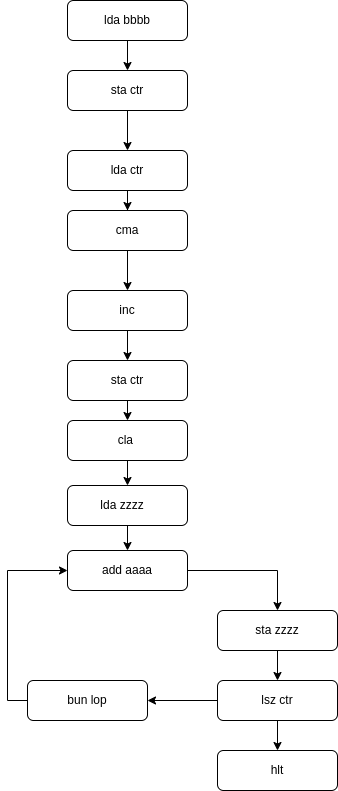 lda bbbb
sta ctr
lda ctr
cma
inc
sta ctr
cla
lda zzzz
add aaaa
sta zzzz
bun lop
lsz ctr
hlt